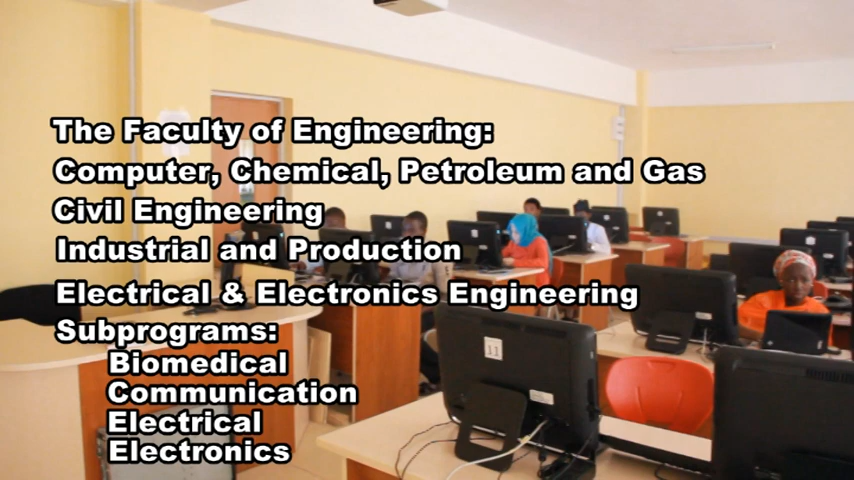 The Faculty of Engineering:
Computer, Chemical, Petroleum and Gas
Civil Engineering
Industrial and Production
Electrical & Electronics Engineering
Subprograms:
Biomedical
Communication
Electrical
Electronics
11